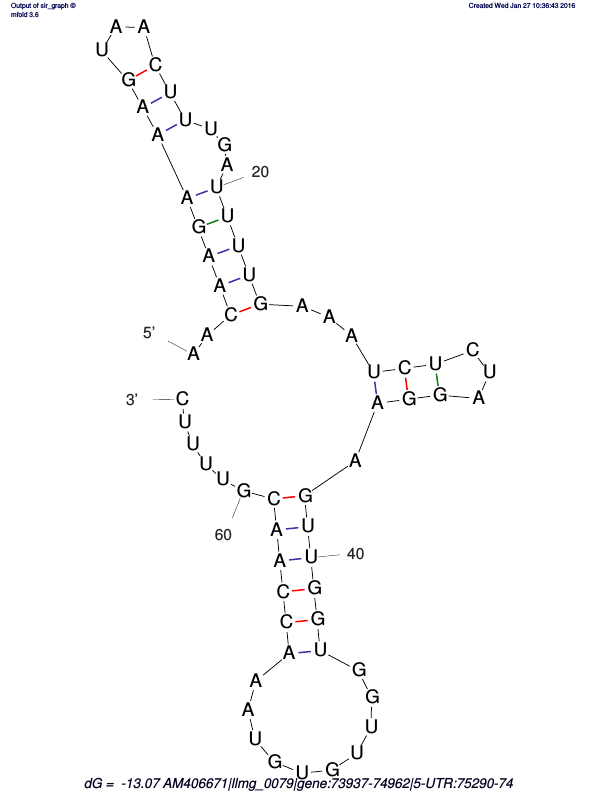 Output of sir_graph ©
mfold 3.6
Created Wed Jan 27 10:36:43 2016
A A
U C
G U
A U U
A G
A
A U 20
G U
A U
A U
C G A A A
5' A A
U C U C
U
A G G A
3' C
U
U
U
U
G C G
A
A U
60 A U 40
C G
C G
A U
A G
A G
U U
G U G U
dG = -13.07 AM406671|llmg_0079|gene:73937-74962|5-UTR:75290-74